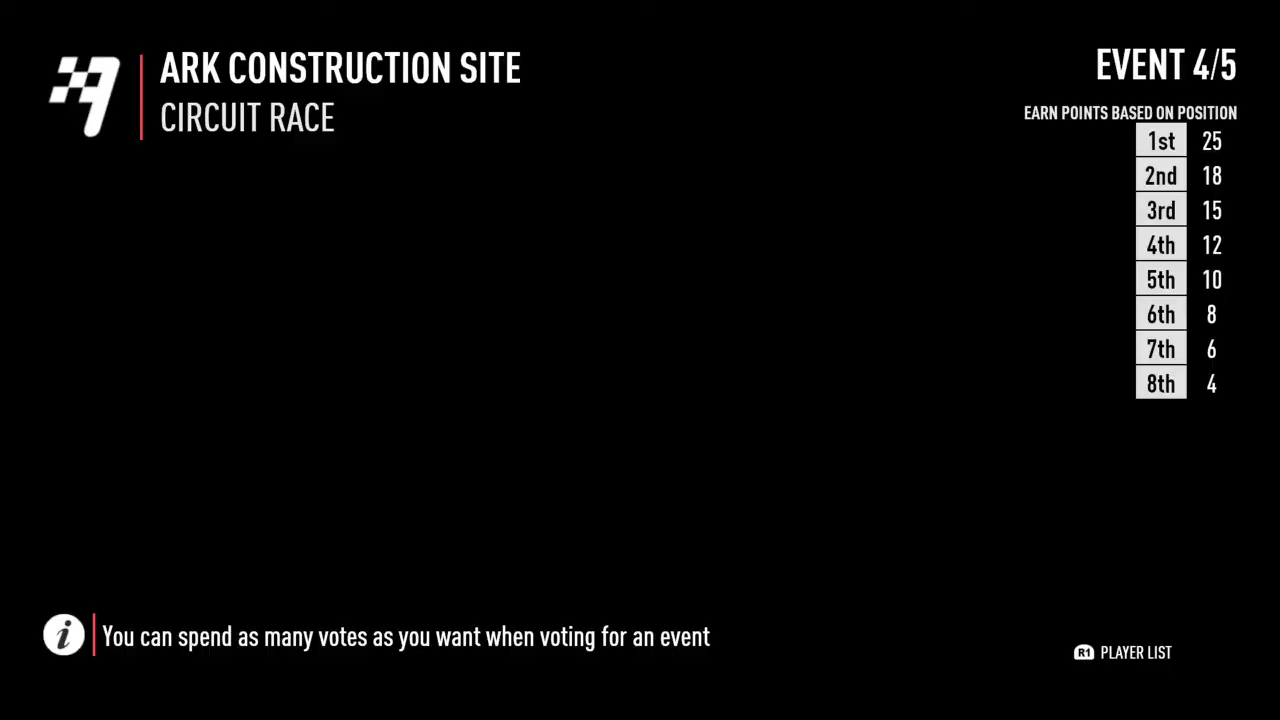 ARK CONSTRUCTION SITE
CIRCUIT RACE
EVENT 4/5
EARN POINTS BASED ON POSITION
1st 25
2nd 18
3rd 15
4th 12
5th 10
6th 8
7th 6
8th 4
i You can spend as many votes as you want when voting for an event
R1 PLAYER LIST